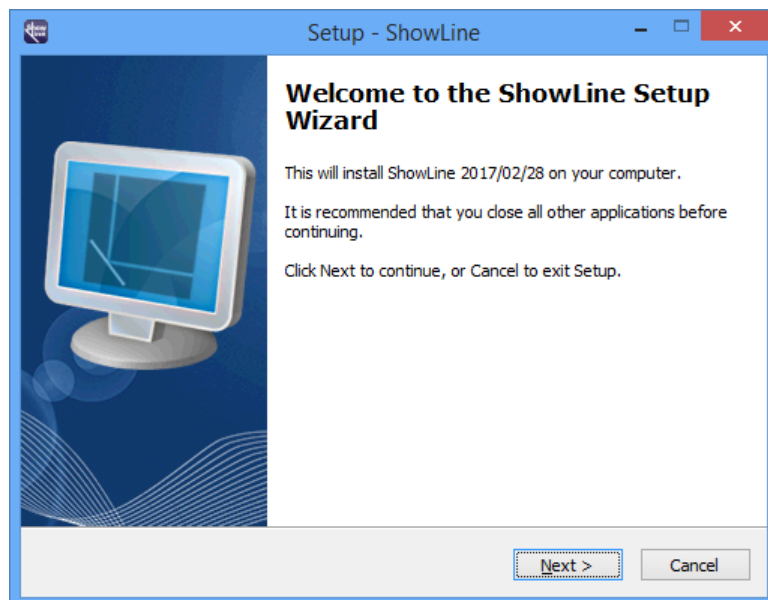 Setup - ShowLine
Welcome to the ShowLine Setup
Wizard
This will install ShowLine 2017/02/28 on your computer.
It is recommended that you close all other applications before
continuing.
Click Next to continue, or Cancel to exit Setup.
Next >
Cancel